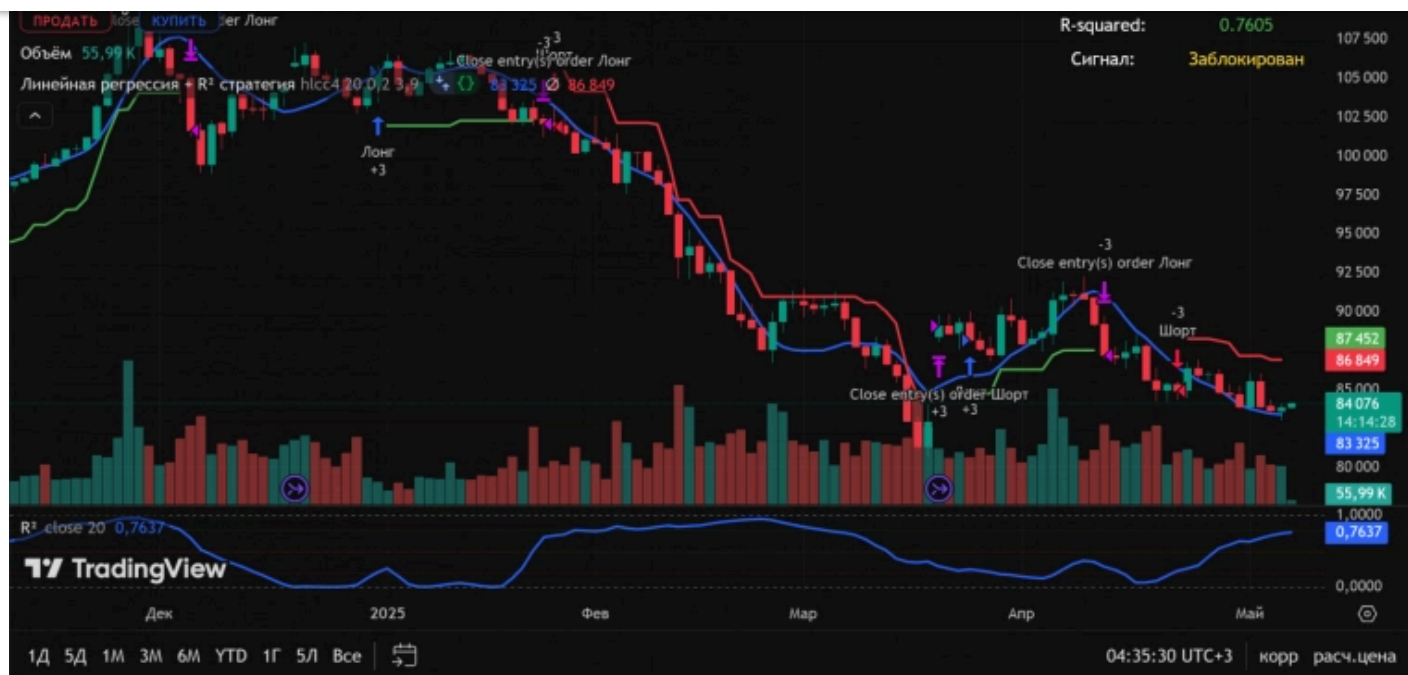 ПРОДАТЬ lose КУПИТЬ er Лонг
R-squared: 0.7605
107 500
Объём 55,99 K
-3
Close entry(s) order Лонг
Сигнал: Заблокирован
105 000
Линейная регрессия + R² стратегия hlcc4 20 0,2 3,9 83 325 Ø 86 849
102 500
Лонг
+3
100 000
97 500
95 000
-3
Close entry(s) order Лонг
92 500
90 000
-3
Шорт
87 452
86 849
85 000
Close entry(s) order Шорт
+3 +3
84 076
14:14:28
83 325
80 000
55,99 K
R² close 20 0,7637
1,0000
0,7637
TradingView
0,0000
Дек 2025 Фев Мар Апр Май
1Д 5Д 1М 3М 6М YTD 1Г 5Л Все
04:35:30 UTC+3 корр расч.цена